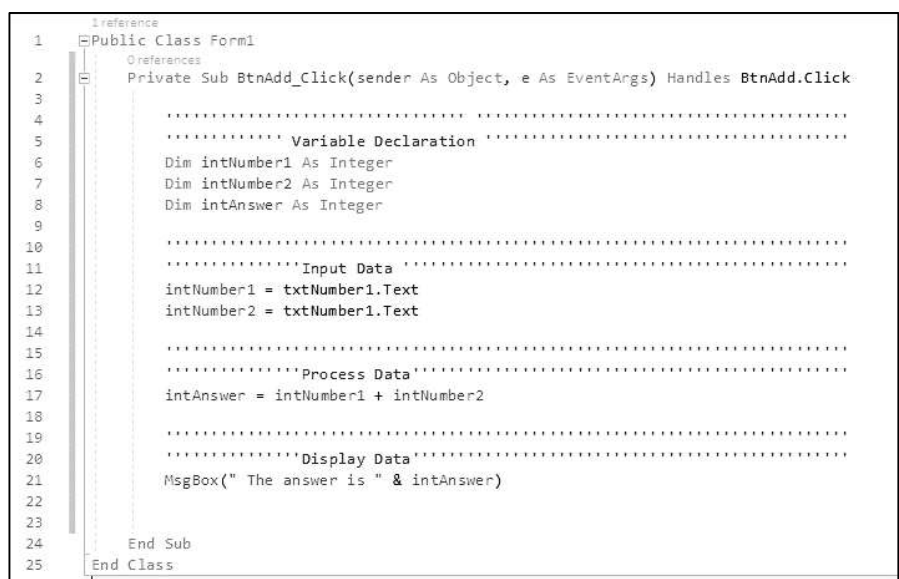 1 reference
1 Public Class Form1
0 references
2 Private Sub BtnAdd_Click(sender As Object, e As EventArgs) Handles BtnAdd.Click
3
4 '''''''''''''''''''''''''''''''' ''''''''''''''''''''''''''''''''''''''''
5 ''''''''''''' Variable Declaration ''''''''''''''''''''''''''''''''''''''''
6 Dim intNumber1 As Integer
7 Dim intNumber2 As Integer
8 Dim intAnswer As Integer
9
10 ''''''''''''''''''''''''''''''''''''''''''''''''''''''''''''''''''''''''''
11 '''''''''''''''Input Data ''''''''''''''''''''''''''''''''''''''''''''''''
12 intNumber1 = txtNumber1.Text
13 intNumber2 = txtNumber1.Text
14
15 ''''''''''''''''''''''''''''''''''''''''''''''''''''''''''''''''''''''''''
16 '''''''''''''''Process Data'''''''''''''''''''''''''''''''''''''''''''''''
17 intAnswer = intNumber1 + intNumber2
18
19 ''''''''''''''''''''''''''''''''''''''''''''''''''''''''''''''''''''''''''
20 '''''''''''''''Display Data'''''''''''''''''''''''''''''''''''''''''''''''
21 MsgBox(" The answer is " & intAnswer)
22
23
24 End Sub
25 End Class